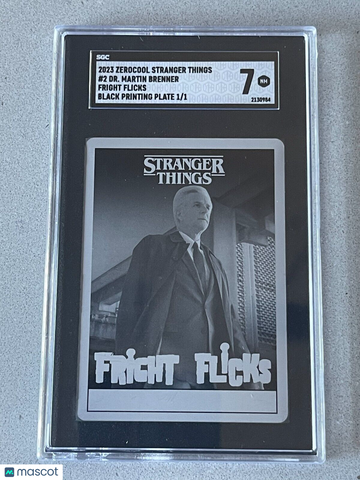 SGC
2023 ZEROCOOL STRANGER THINGS
#2 DR. MARTIN BRENNER
FRIGHT FLICKS
BLACK PRINTING PLATE 1/1
7 NM
2130984
STRANGER
THINGS
FRIGHT FLICKS
mascot